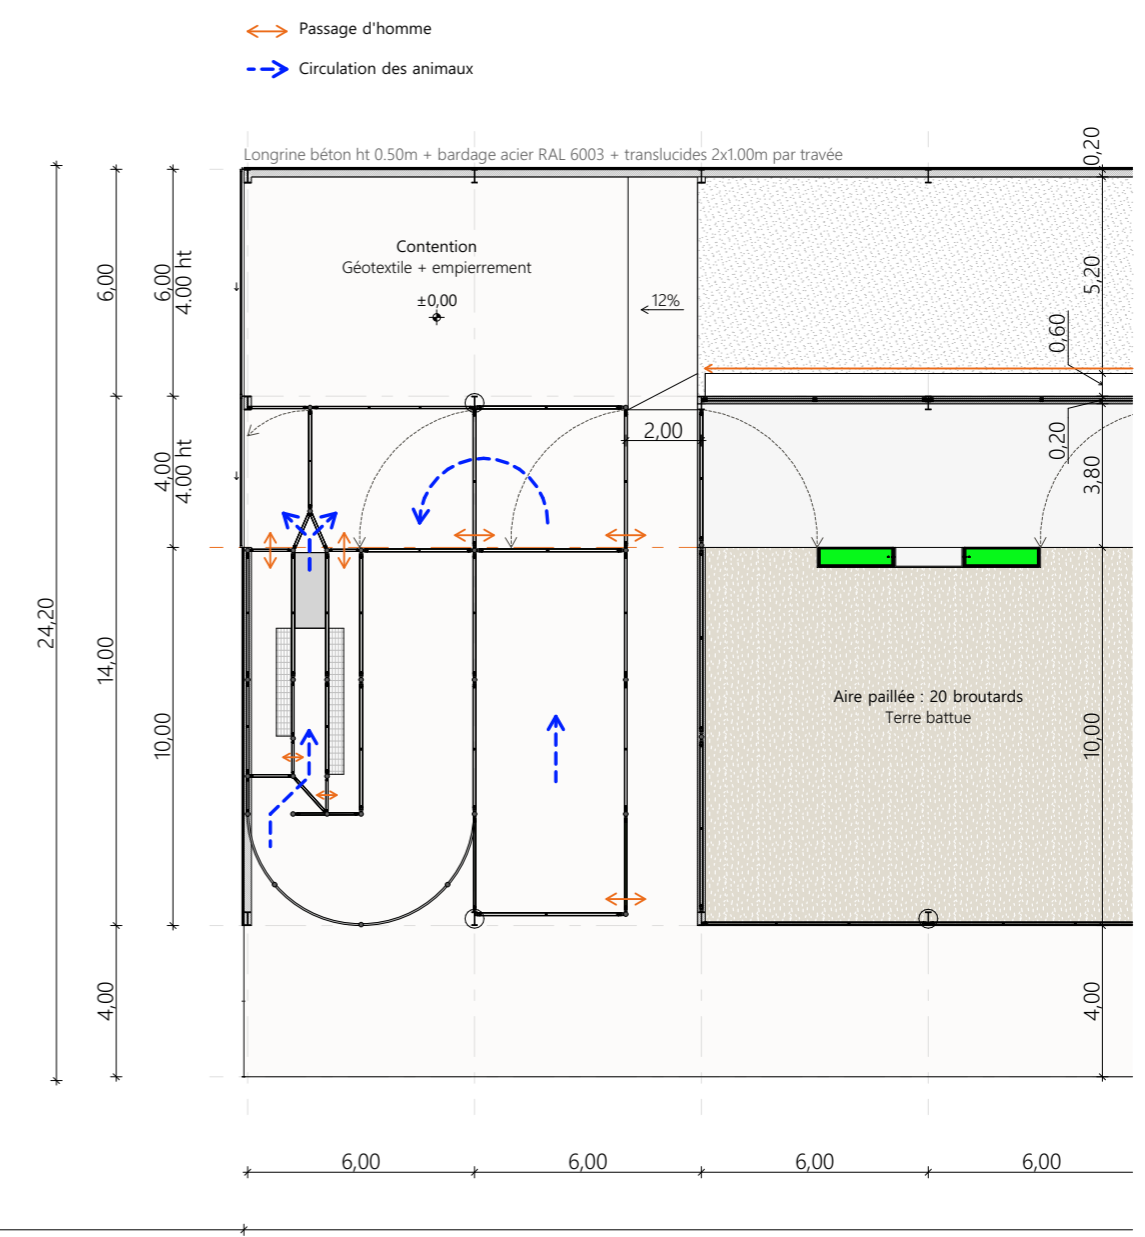 Passage d'homme
Circulation des animaux
Longrine béton ht 0.50m + bardage acier RAL 6003 + translucides 2x1.00m par travée
0,20
Contention
Géotextile + empierrement
±0,00
12%
6,00
6,00
4.00 ht
5,20
0,60
4,00
4.00 ht
2,00
0,20
3,80
24,20
14,00
10,00
Aire paillée : 20 broutards
Terre battue
10,00
4,00
4,00
6,00
6,00
6,00
6,00